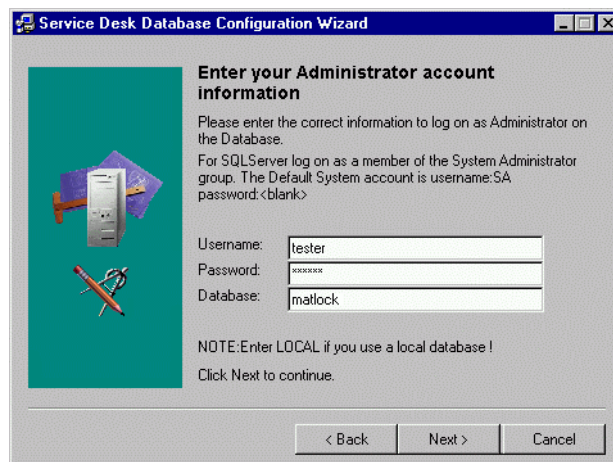 Service Desk Database Configuration Wizard
Enter your Administrator account
information
Please enter the correct information to log on as Administrator on
the Database.
For SQLServer log on as a member of the System Administrator
group. The Default System account is username:SA
password:<blank>
Username: tester
Password: xxxxxx
Database: matlock
NOTE:Enter LOCAL if you use a local database !
Click Next to continue.
< Back Next > Cancel